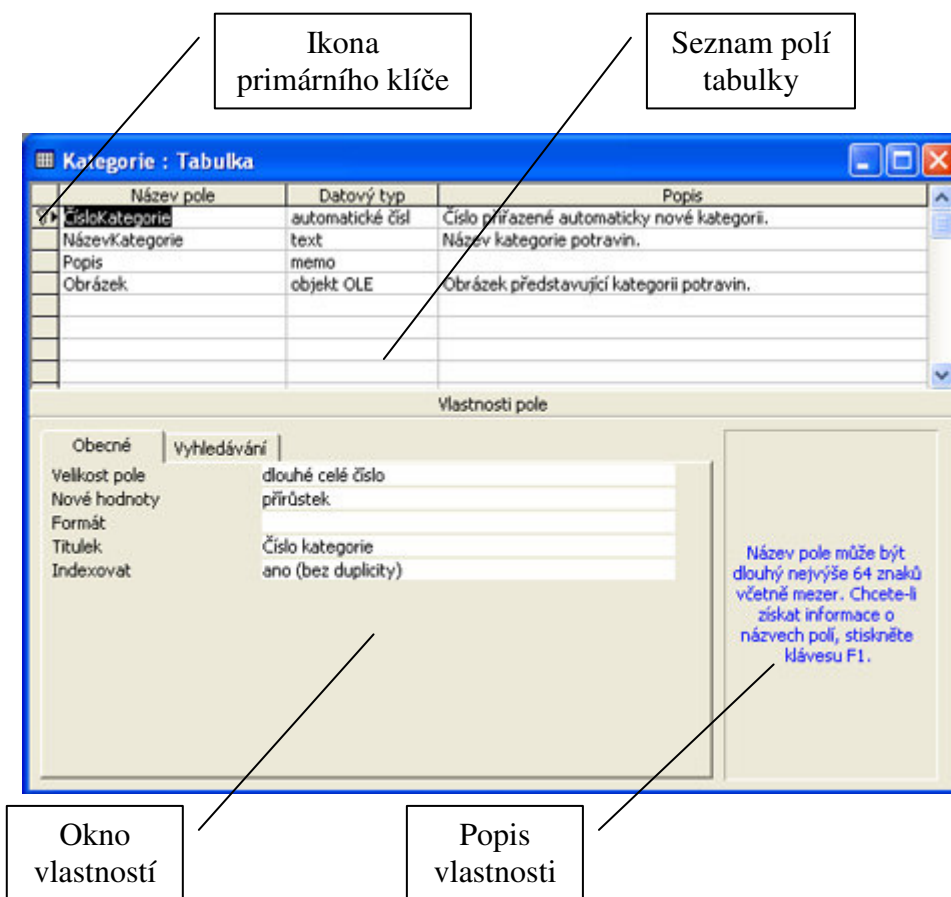 Ikona
primárního klíče
Seznam polí
tabulky
Kategorie : Tabulka
Název pole Datový typ Popis
ČísloKategorie automatické čísl Číslo přiřazené automaticky nové kategorii.
NázevKategorie text Název kategorie potravin.
Popis memo
Obrázek objekt OLE Obrázek představující kategorii potravin.
Vlastnosti pole
Obecné Vyhledávání
Velikost pole dlouhé celé číslo
Nové hodnoty přírůstek
Formát
Titulek Číslo kategorie
Indexovat ano (bez duplicity)
Název pole může být
dlouhý nejvýše 64 znaků
včetně mezer. Chcete-li
získat informace o
názvech polí, stiskněte
klávesu F1.
Okno
vlastností
Popis
vlastnosti